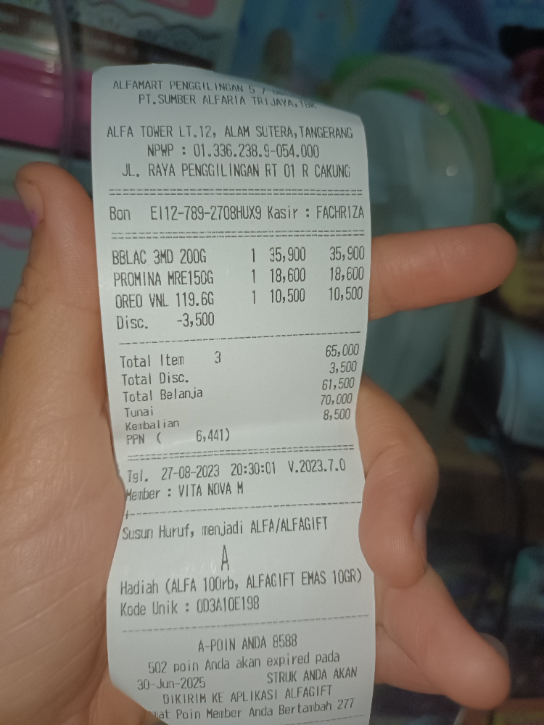 ALFAMART PENGGILINGAN 5 /
PT.SUMBER ALFARIA TRIJAYA,TBK
ALFA TOWER LT.12, ALAM SUTERA,TANGERANG
NPWP : 01.336.238.9-054.000
JL. RAYA PENGGILINGAN RT 01 R CAKUNG
Bon EI12-789-2708HUX9 Kasir : FACHRIZA
BBLAC 3MD 200G 1 35,900 35,900
PROMINA MRE150G 1 18,600 18,600
OREO VNL 119.6G 1 10,500 10,500
Disc. -3,500
Total Item 3 65,000
Total Disc. 3,500
Total Belanja 61,500
Tunai 70,000
Kembalian 8,500
PPN ( 6,441)
Tgl. 27-08-2023 20:30:01 V.2023.7.0
Member : VITA NOVA M
Susun Huruf, menjadi ALFA/ALFAGIFT
A
Hadiah (ALFA 100rb, ALFAGIFT EMAS 10GR)
Kode Unik : 0D3A10E198
A-POIN ANDA 8588
502 poin Anda akan expired pada
30-Jun-2025 STRUK ANDA AKAN
DIKIRIM KE APLIKASI ALFAGIFT
Poin Member Anda Bertambah 277